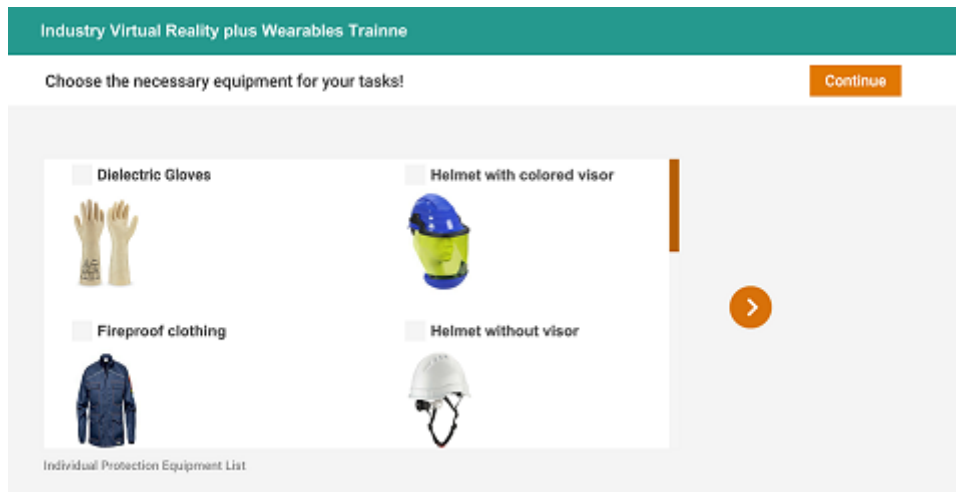 Industry Virtual Reality plus Wearables Trainne
Choose the necessary equipment for your tasks!
Continue
Dielectric Gloves
Helmet with colored visor
Fireproof clothing
Helmet without visor
Individual Protection Equipment List